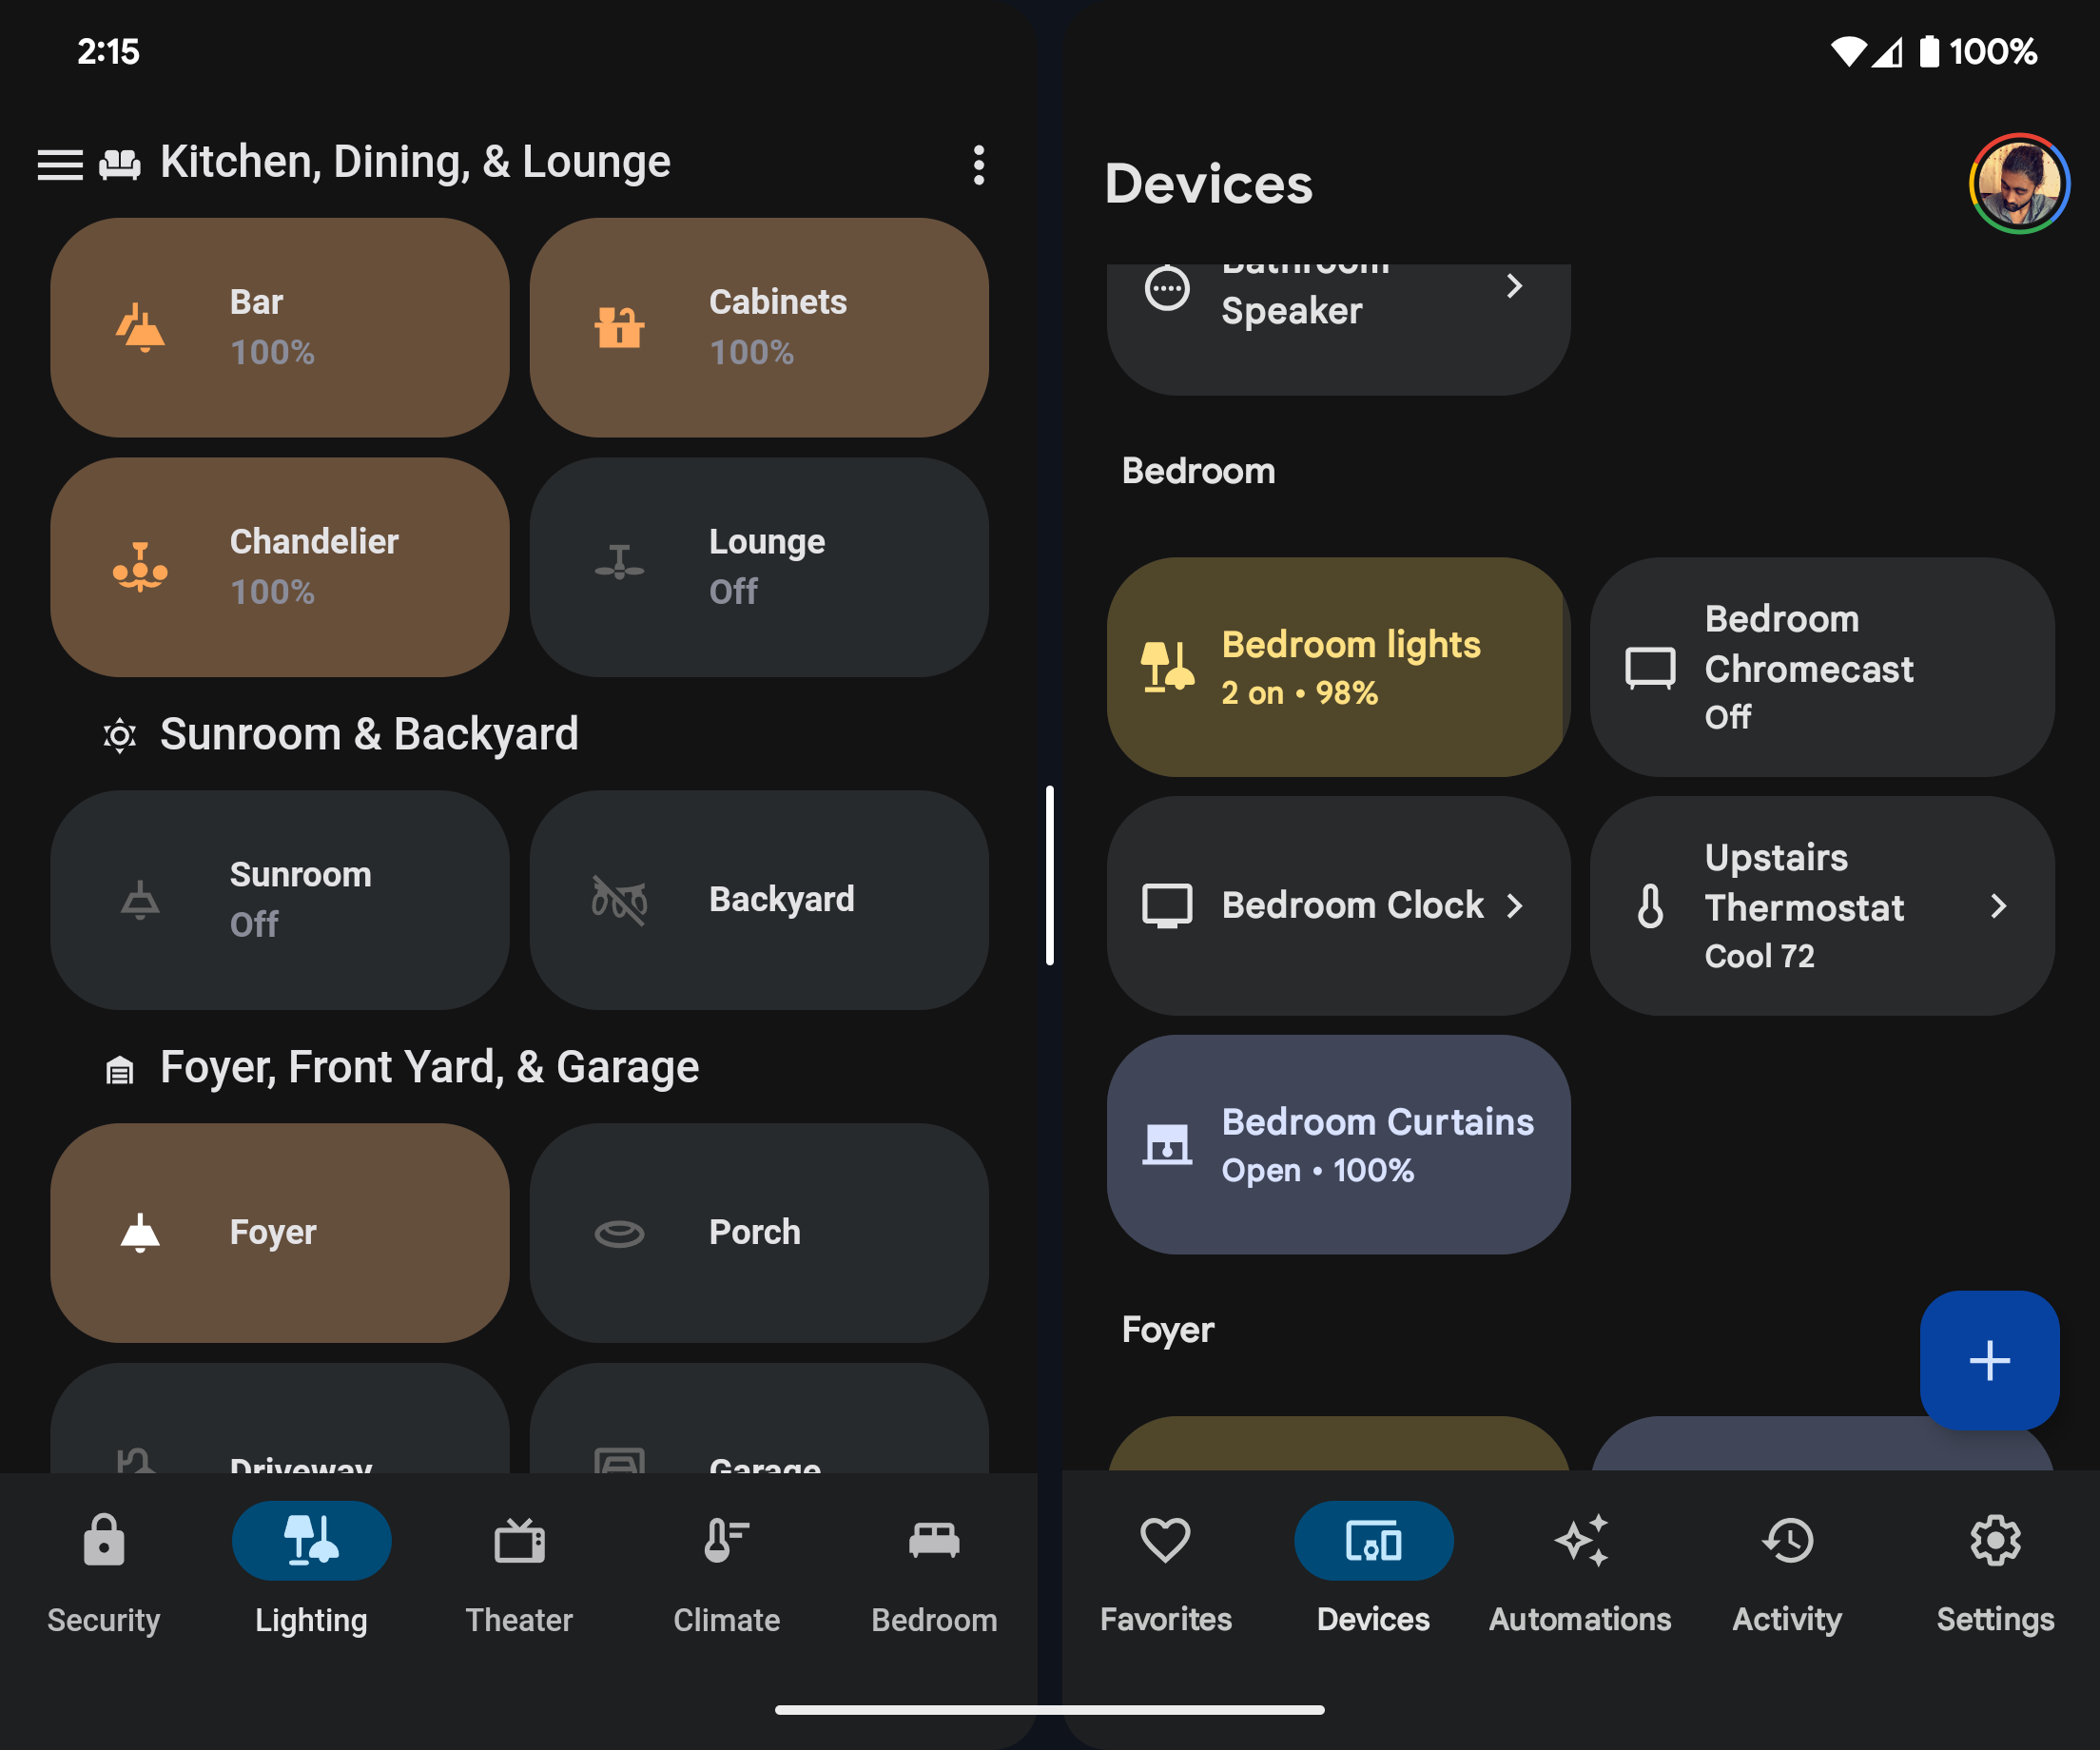 2:15
100%
Kitchen, Dining, & Lounge
Bar
100%
Cabinets
100%
Chandelier
100%
Lounge
Off
Sunroom & Backyard
Sunroom
Off
Backyard
Foyer, Front Yard, & Garage
Foyer
Porch
Driveway
Garage
Security
Lighting
Theater
Climate
Bedroom
Devices
Bathroom
Speaker
Bedroom
Bedroom lights
2 on • 98%
Bedroom
Chromecast
Off
Bedroom Clock
Upstairs
Thermostat
Cool 72
Bedroom Curtains
Open • 100%
Foyer
Favorites
Devices
Automations
Activity
Settings